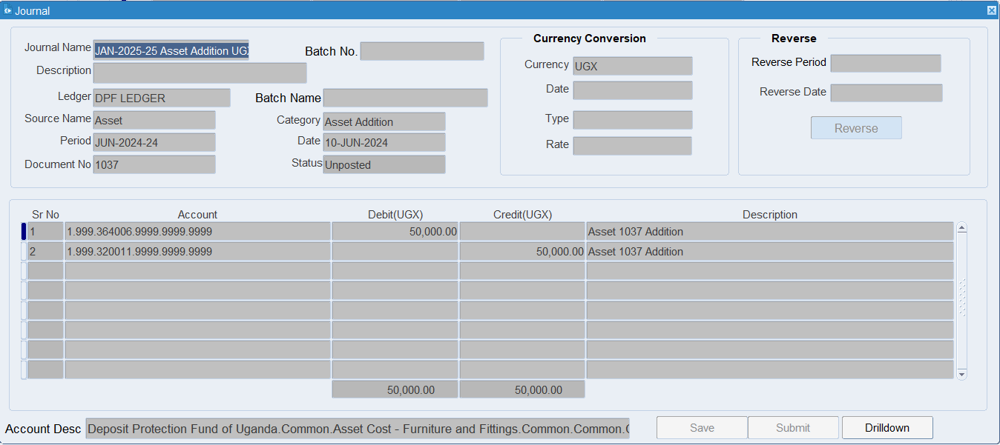 Journal
Journal Name JAN-2025-25 Asset Addition UG
Batch No.
Description
Ledger DPF LEDGER
Batch Name
Source Name Asset
Category Asset Addition
Period JUN-2024-24
Date 10-JUN-2024
Document No 1037
Status Unposted
Currency Conversion
Currency UGX
Date
Type
Rate
Reverse
Reverse Period
Reverse Date
Reverse
Sr No Account Debit(UGX) Credit(UGX) Description
1 1.999.364006.9999.9999.9999 50,000.00 Asset 1037 Addition
2 1.999.320011.9999.9999.9999 50,000.00 Asset 1037 Addition
50,000.00 50,000.00
Account Desc Deposit Protection Fund of Uganda.Common.Asset Cost - Furniture and Fittings.Common.Common.
Save Submit Drilldown